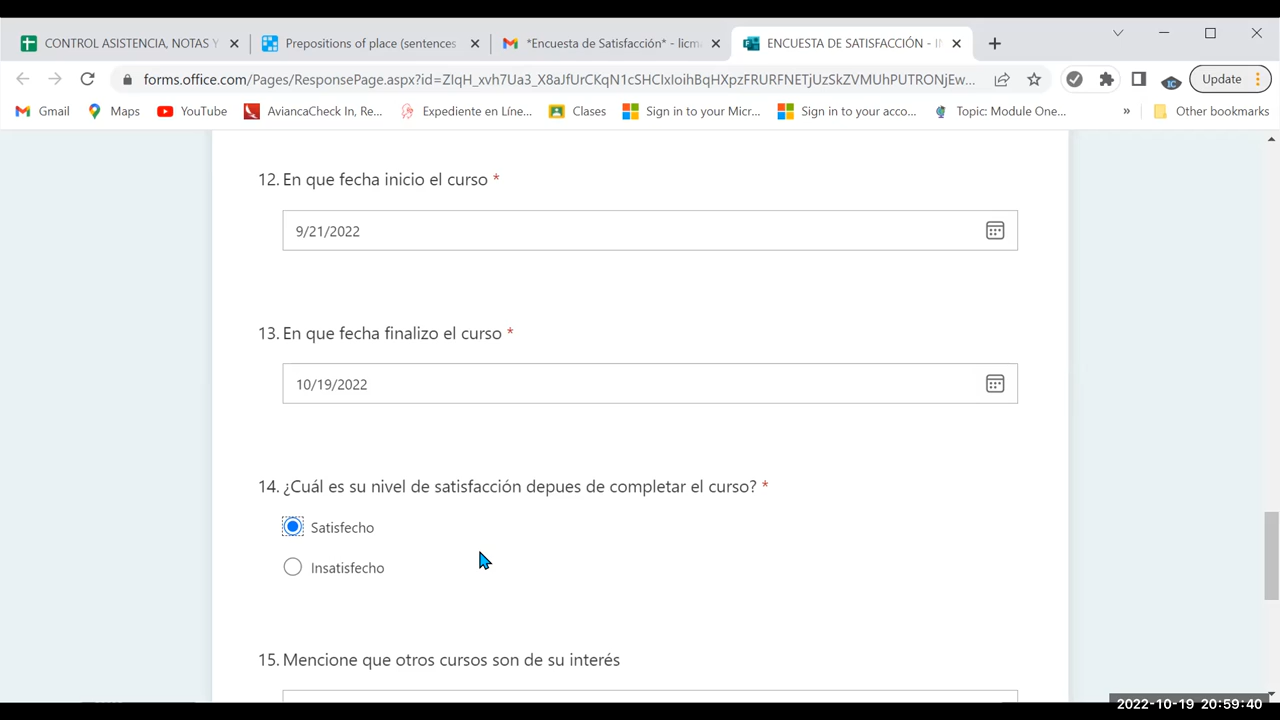 CONTROL ASISTENCIA, NOTAS Y
Prepositions of place (sentence:
*Encuesta de Satisfacción* - licm
ENCUESTA DE SATISFACCIÓN - IN
forms.office.com/Pages/ResponsePage.aspx?id=ZIqH_xvh7Ua3_X8aJfUrCKqN1cSHCIxIoihBqHXpzFRURFNETjUzSkZVMUhPUTRONjEw...
Update
Gmail
Maps
YouTube
AviancaCheck In, Re...
Expediente en Líne...
Clases
Sign in to your Micr...
Sign in to your acco...
Topic: Module One...
»
Other bookmarks
12. En que fecha inicio el curso *
9/21/2022
13. En que fecha finalizo el curso *
10/19/2022
14. ¿Cuál es su nivel de satisfacción depues de completar el curso? *
Satisfecho
Insatisfecho
15. Mencione que otros cursos son de su interés
2022-10-19 20:59:40